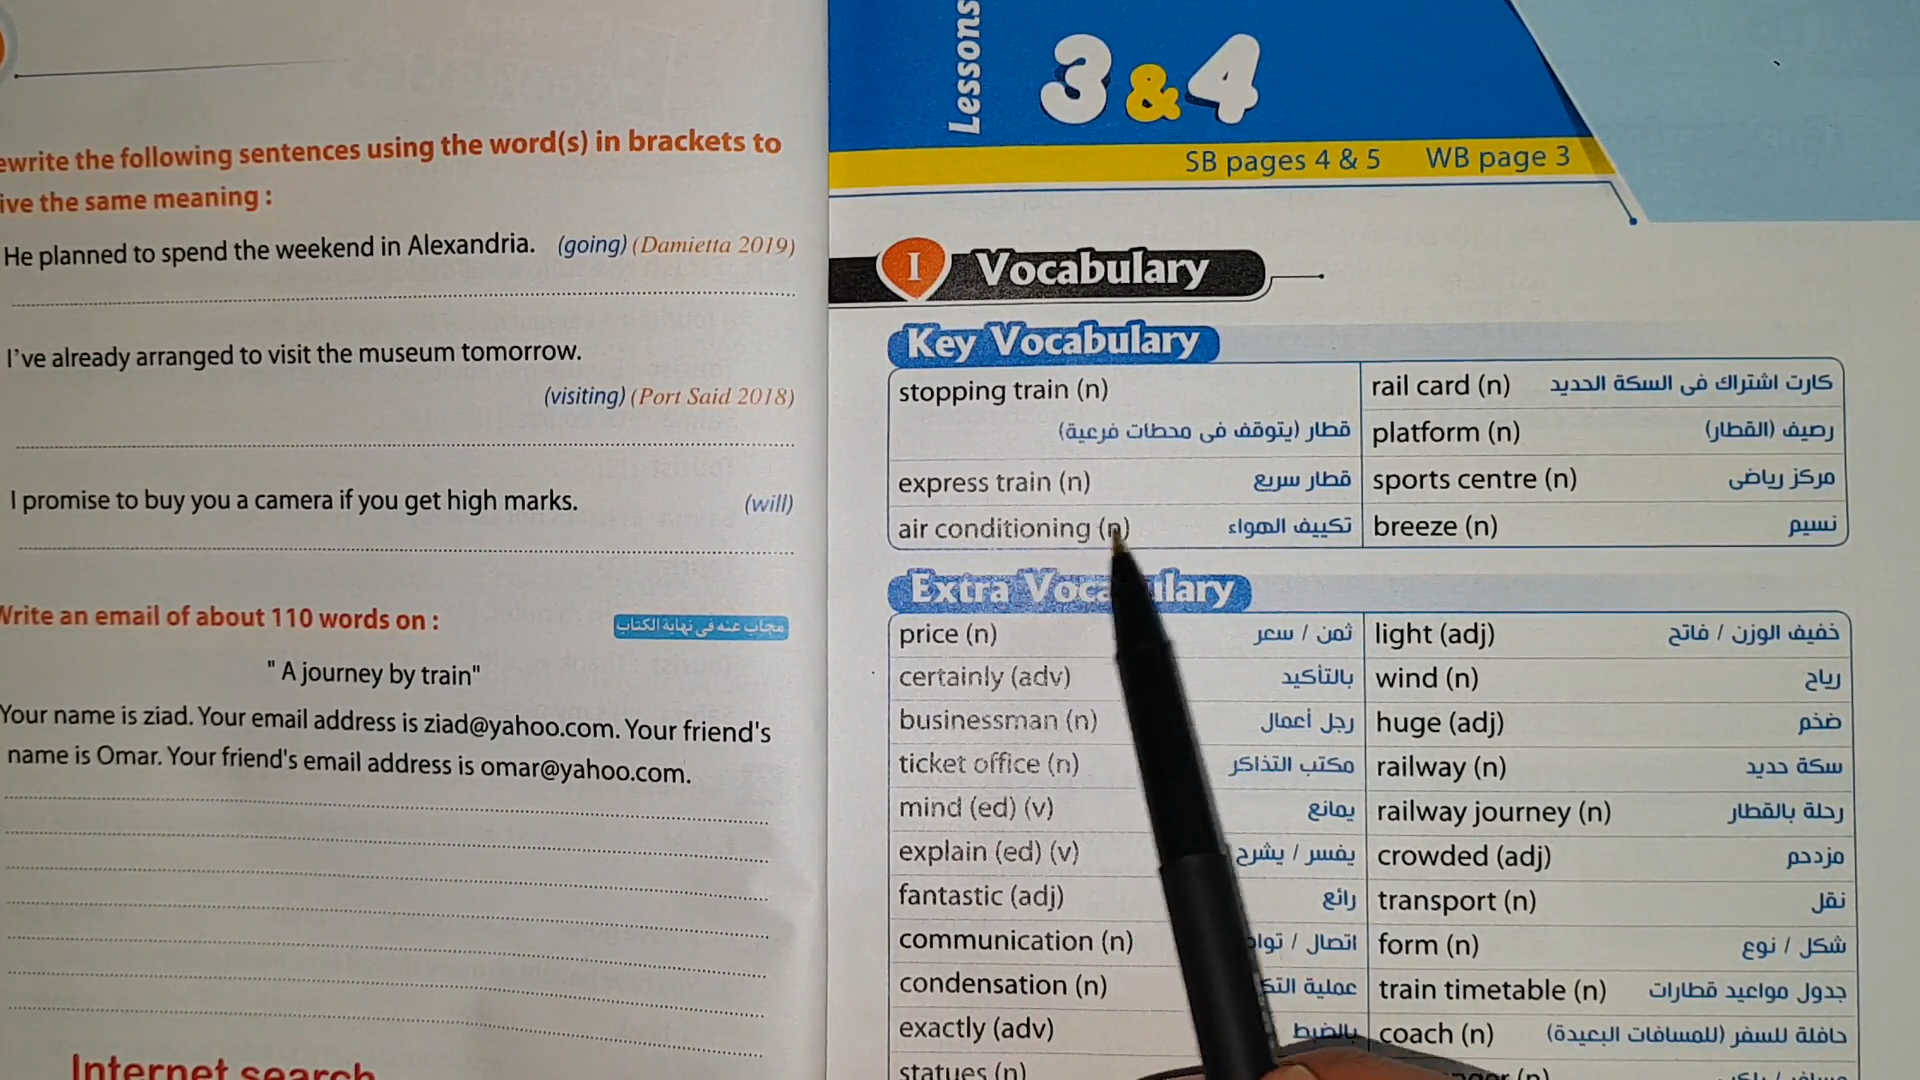 ewrite the following sentences using the word(s) in brackets to
ive the same meaning :
He planned to spend the weekend in Alexandria. (going) (Damietta 2019)
I've already arranged to visit the museum tomorrow.
(visiting) (Port Said 2018)
I promise to buy you a camera if you get high marks. (will)
Write an email of about 110 words on :
مجاب عنه فى نهاية الكتاب
" A journey by train"
Your name is ziad. Your email address is ziad@yahoo.com. Your friend's
name is Omar. Your friend's email address is omar@yahoo.com.
Internet search
Lessons 3 & 4
SB pages 4 & 5 WB page 3
I Vocabulary
Key Vocabulary
stopping train (n)
قطار (يتوقف فى محطات فرعية)
express train (n) قطار سريع
air conditioning (n) تكييف الهواء
rail card (n) كارت اشتراك فى السكة الحديد
platform (n) رصيف (القطار)
sports centre (n) مركز رياضى
breeze (n) نسيم
Extra Vocabulary
price (n) ثمن / سعر
certainly (adv) بالتأكيد
businessman (n) رجل أعمال
ticket office (n) مكتب التذاكر
mind (ed) (v) يمانع
explain (ed) (v) يفسر / يشرح
fantastic (adj) رائع
communication (n) اتصال /
condensation (n) عملية
exactly (adv) بالضبط
statues (n)
light (adj) خفيف الوزن / فاتح
wind (n) رياح
huge (adj) ضخم
railway (n) سكة حديد
railway journey (n) رحلة بالقطار
crowded (adj) مزدحم
transport (n) نقل
form (n) شكل / نوع
train timetable (n) جدول مواعيد قطارات
coach (n) حافلة للسفر (للمسافات البعيدة)